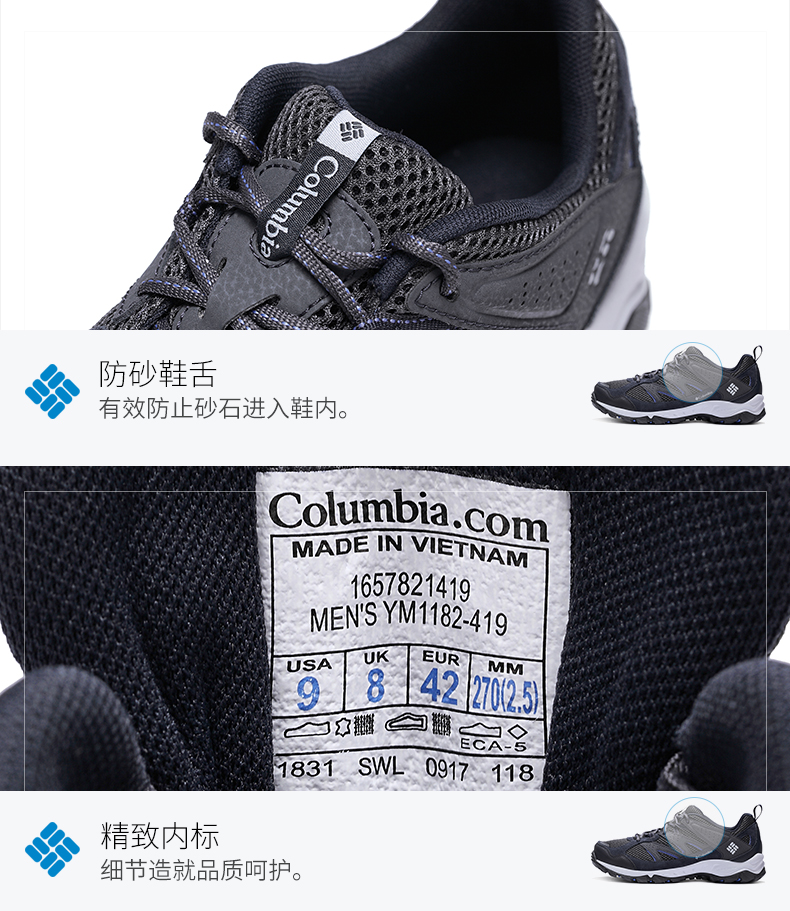 Columbia
防砂鞋舌
有效防止砂石进入鞋内。
Columbia.com
MADE IN VIETNAM
1657821419
MEN'S YM1182-419
USA UK EUR MM
9 8 42 270(2.5)
ECA-5
1831 SWL 0917 118
精致内标
细节造就品质呵护。